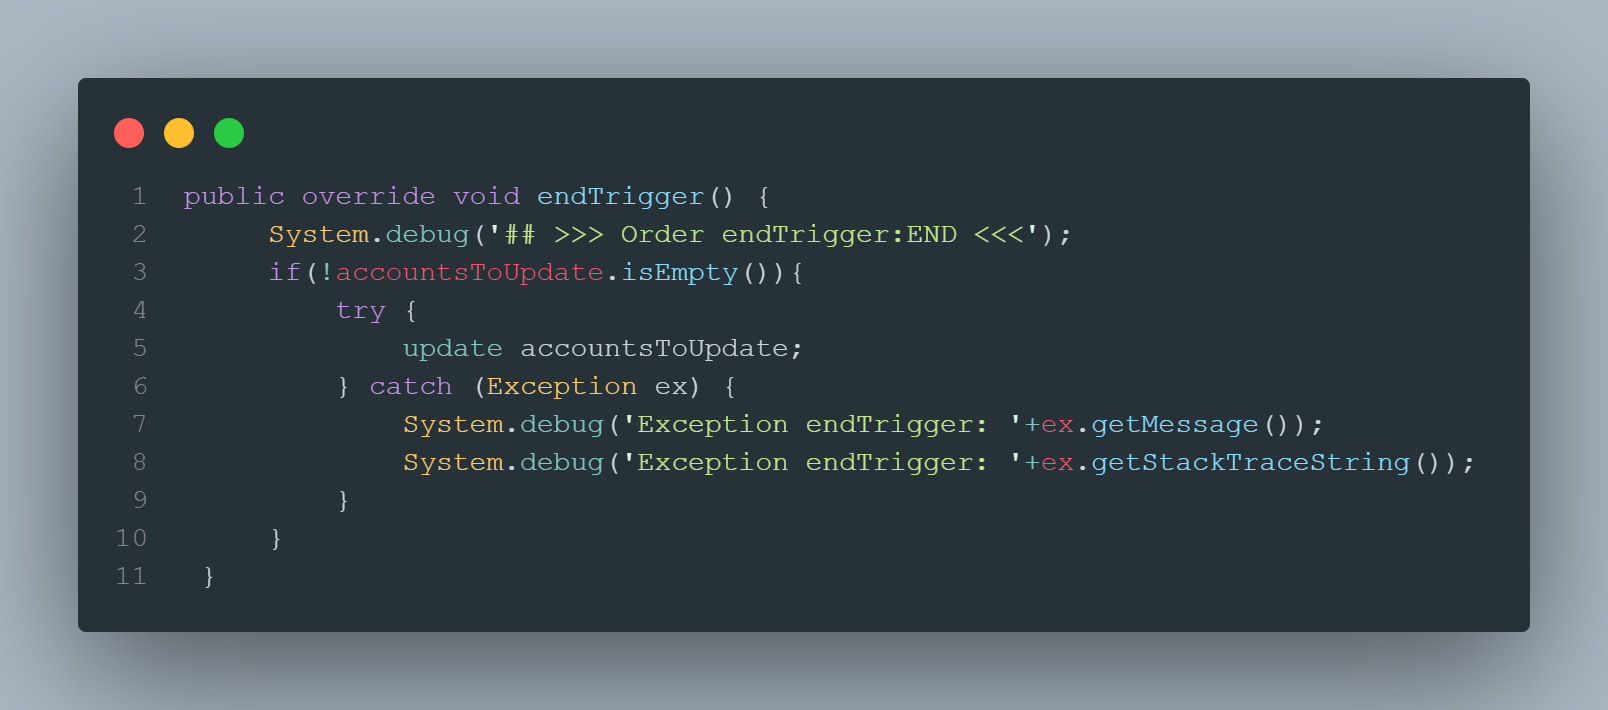 1 public override void endTrigger() {
2 System.debug('## >>> Order endTrigger:END <<<');
3 if(!accountsToUpdate.isEmpty()){
4 try {
5 update accountsToUpdate;
6 } catch (Exception ex) {
7 System.debug('Exception endTrigger: '+ex.getMessage());
8 System.debug('Exception endTrigger: '+ex.getStackTraceString());
9 }
10 }
11 }